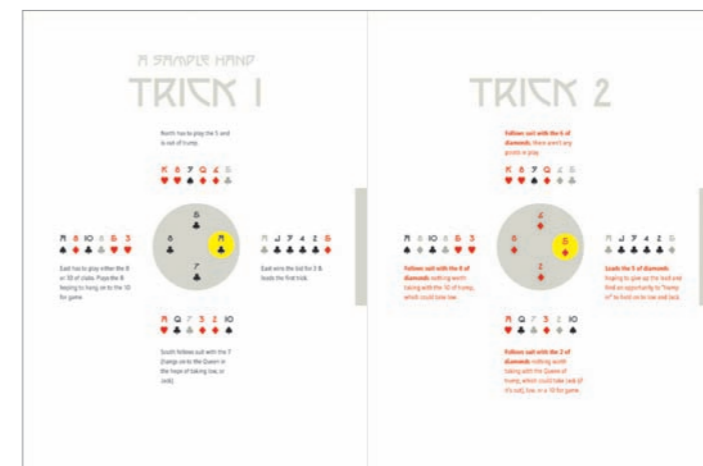 A SAMPLE HAND
TRICK 1
North has to play the 5 and
is out of trump.
East has to play either the 8
or 10 of clubs. Plays the 8
hoping to hang on to the 10
for game.
East wins the bid for 3 &
leads the first trick.
South follows suit with the 7
(hangs on to the Queen in
the hope of taking low, or
Jack).
TRICK 2
Follows suit with the 6 of
diamonds, there aren't any
points in play.
Follows suit with the 8 of
diamonds nothing worth
taking with the 10 of trump,
which could take low.
Leads the 5 of diamonds
hoping to give up the lead and
find an opportunity to "hump
in" to hold on to low and Jack.
Follows suit with the 2 of
diamonds nothing worth
taking with the Queen of
trump, which could take Jack (if
it's out), low, or a 10 for game.